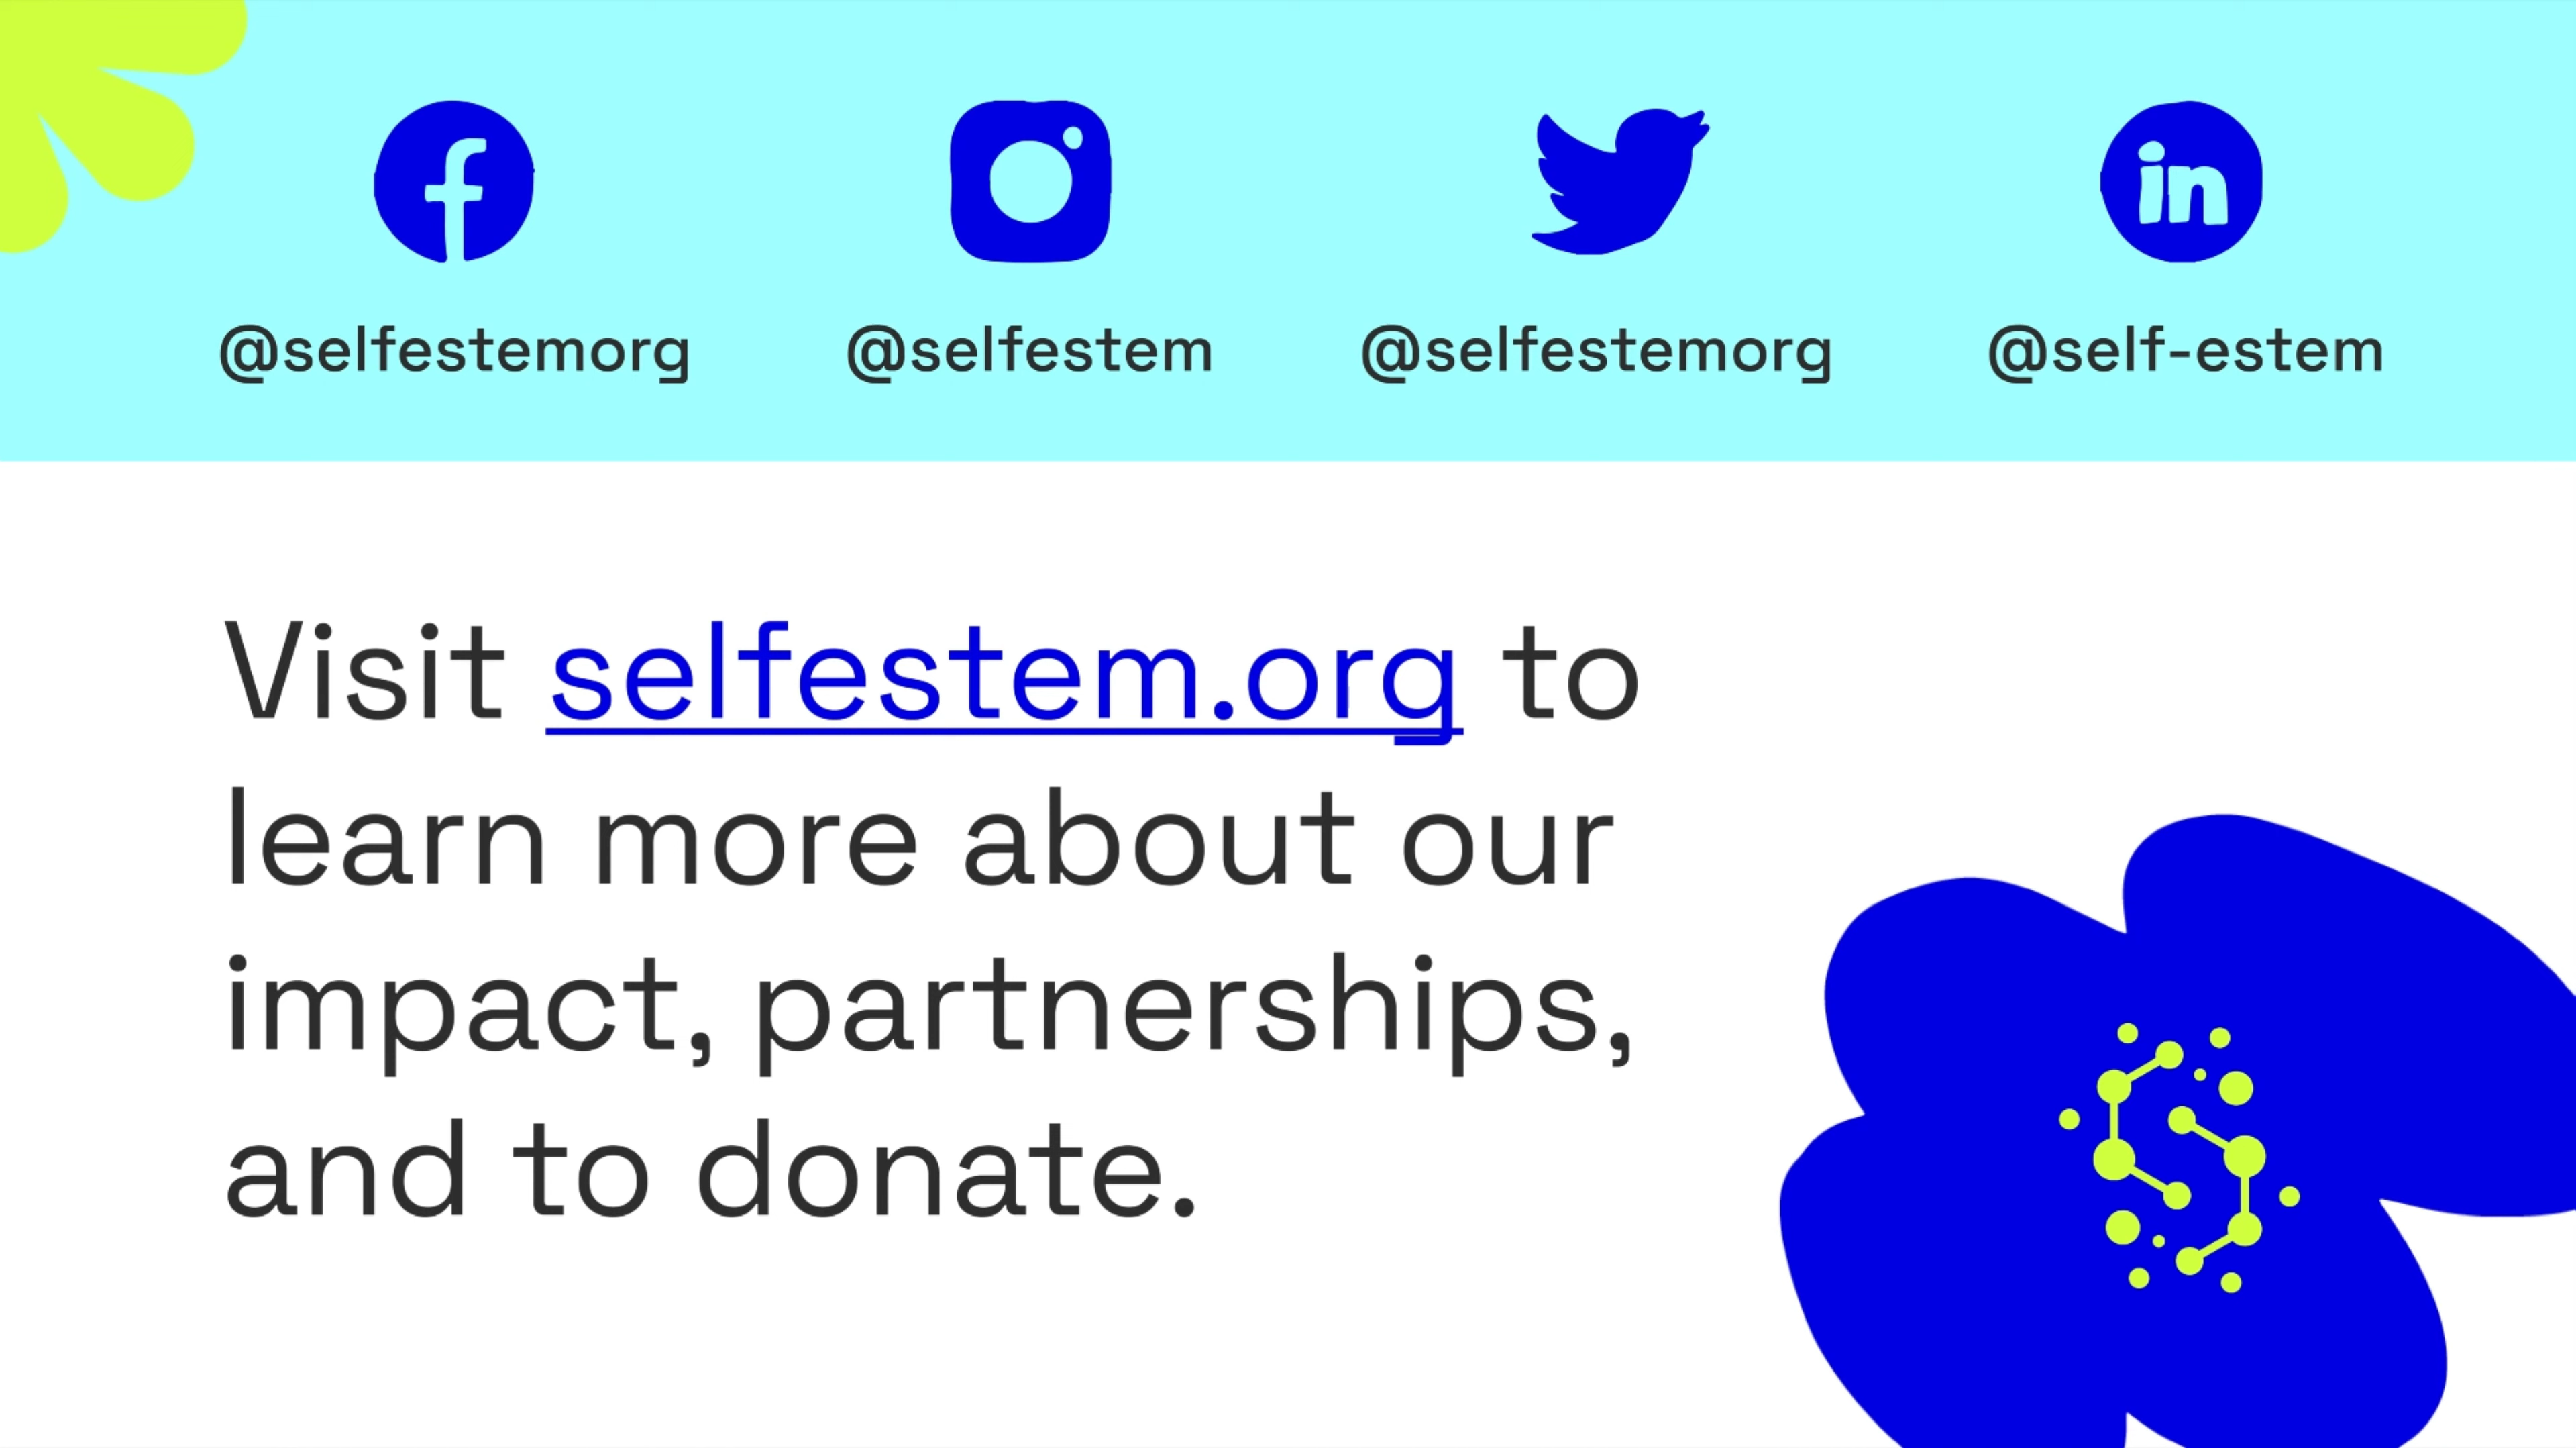 @selfestemorg @selfestem @selfestemorg @self-estem
Visit selfestem.org to
learn more about our
impact, partnerships,
and to donate.